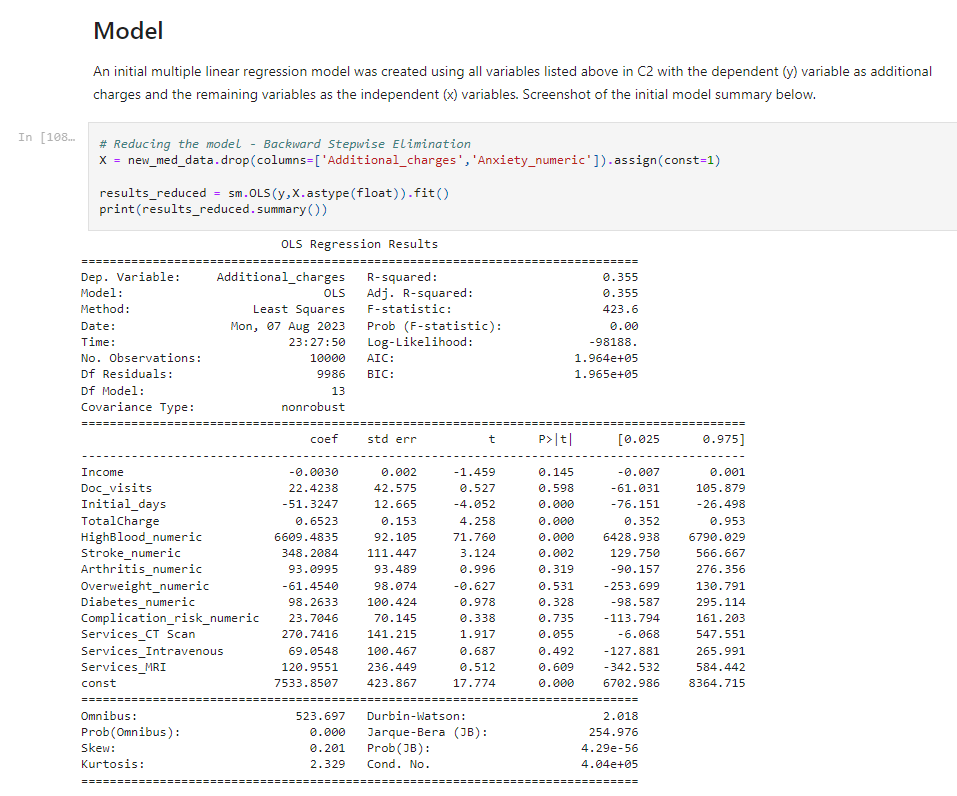 Model
An initial multiple linear regression model was created using all variables listed above in C2 with the dependent (y) variable as additional
charges and the remaining variables as the independent (x) variables. Screenshot of the initial model summary below.
In [108…
# Reducing the model - Backward Stepwise Elimination
X = new_med_data.drop(columns=['Additional_charges','Anxiety_numeric']).assign(const=1)
results_reduced = sm.OLS(y,X.astype(float)).fit()
print(results_reduced.summary())
OLS Regression Results
==============================================================================
Dep. Variable:     Additional_charges   R-squared:                       0.355
Model:                            OLS   Adj. R-squared:                  0.355
Method:                 Least Squares   F-statistic:                     423.6
Date:                Mon, 07 Aug 2023   Prob (F-statistic):               0.00
Time:                        23:27:50   Log-Likelihood:                -98188.
No. Observations:               10000   AIC:                         1.964e+05
Df Residuals:                    9986   BIC:                         1.965e+05
Df Model:                          13
Covariance Type:            nonrobust
=============================================================================================
coef    std err          t      P>|t|      [0.025      0.975]
---------------------------------------------------------------------------------------------
Income                       -0.0030      0.002     -1.459      0.145      -0.007       0.001
Doc_visits                   22.4238     42.575      0.527      0.598     -61.031     105.879
Initial_days                -51.3247     12.665     -4.052      0.000     -76.151     -26.498
TotalCharge                   0.6523      0.153      4.258      0.000       0.352       0.953
HighBlood_numeric          6609.4835     92.105     71.760      0.000    6428.938    6790.029
Stroke_numeric              348.2084    111.447      3.124      0.002     129.750     566.667
Arthritis_numeric            93.0995     93.489      0.996      0.319     -90.157     276.356
Overweight_numeric          -61.4540     98.074     -0.627      0.531    -253.699     130.791
Diabetes_numeric             98.2633    100.424      0.978      0.328     -98.587     295.114
Complication_risk_numeric    23.7046     70.145      0.338      0.735    -113.794     161.203
Services_CT Scan            270.7416    141.215      1.917      0.055      -6.068     547.551
Services_Intravenous         69.0548    100.467      0.687      0.492    -127.881     265.991
Services_MRI                120.9551    236.449      0.512      0.609    -342.532     584.442
const                      7533.8507    423.867     17.774      0.000    6702.986    8364.715
==============================================================================
Omnibus:                      523.697   Durbin-Watson:                   2.018
Prob(Omnibus):                  0.000   Jarque-Bera (JB):              254.976
Skew:                           0.201   Prob(JB):                     4.29e-56
Kurtosis:                       2.329   Cond. No.                     4.04e+05
==============================================================================